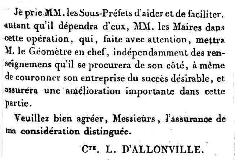 Je prie MM. les Sous-Préfets d'aider et de faciliter,
autant qu'il dépendra d'eux, MM. les Maires dans
cette opération, qui, faite avec attention, mettra
M. le Géomètre en chef, indépendamment des ren-
seignemens qu'il se procurera de son côté, à même
de couronner son entreprise du succès désirable, et
assurera une amélioration importante dans cette
partie.
Veuillez bien agréer, Messieurs, l'assurance de
ma considération distinguée.
Cte. L. D'ALLONVILLE.